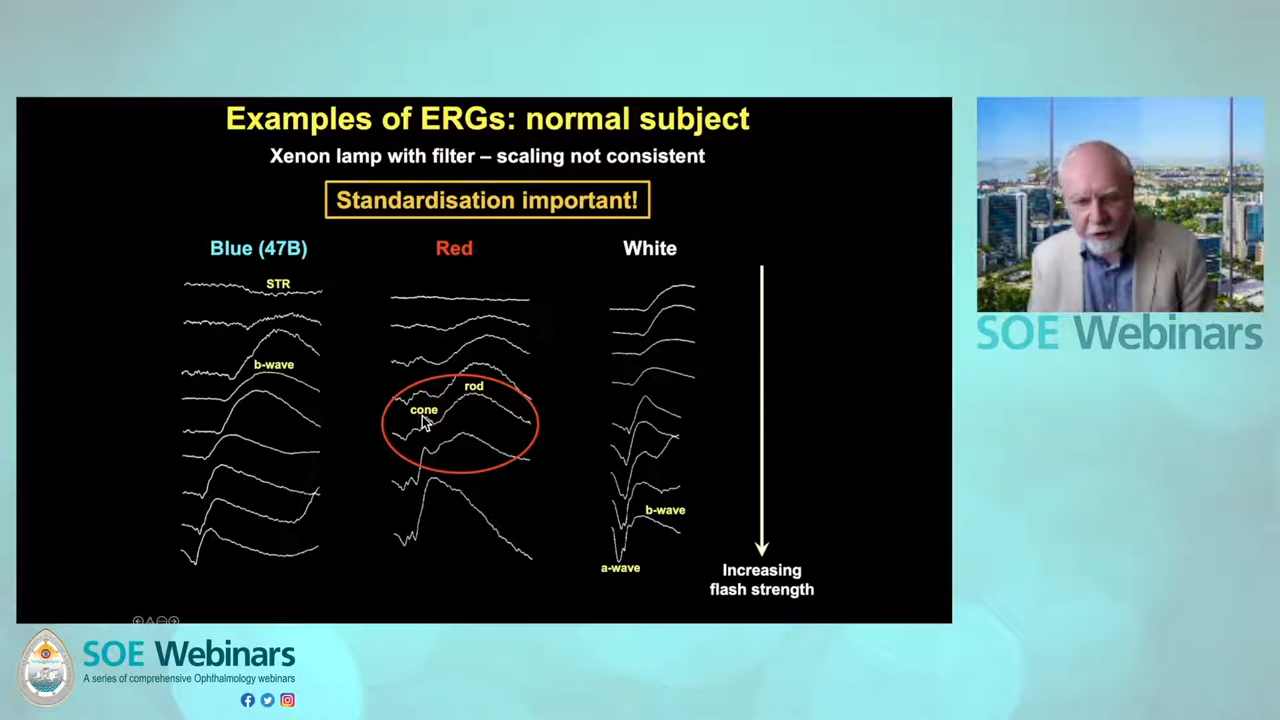 Examples of ERGs: normal subject
Xenon lamp with filter – scaling not consistent
Standardisation important!
Blue (47B)
Red
White
STR
b-wave
rod
cone
b-wave
a-wave
Increasing
flash strength
SOE Webinars
SOE Webinars
A series of comprehensive Ophthalmology webinars